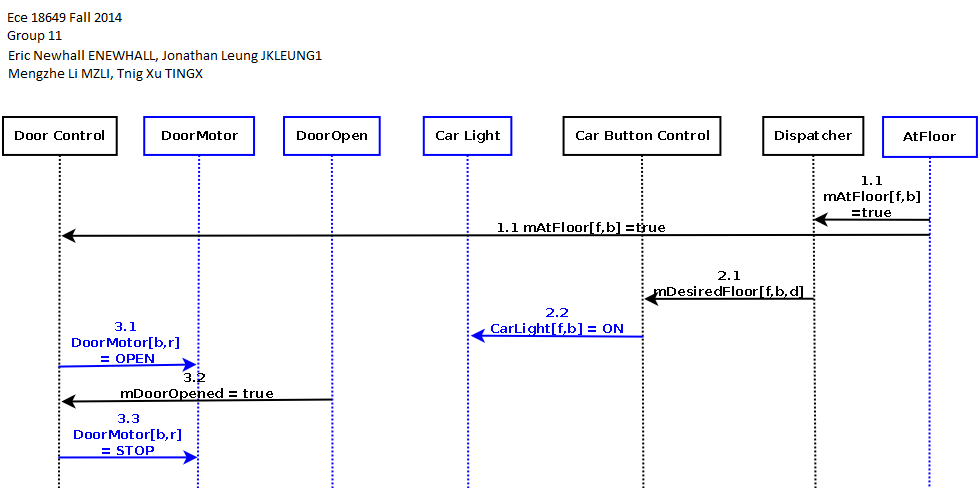 Ece 18649 Fall 2014
Group 11
Eric Newhall ENEWHALL, Jonathan Leung JKLEUNG1
Mengzhe Li MZLI, Tnig Xu TINGX
Door Control
DoorMotor
DoorOpen
Car Light
Car Button Control
Dispatcher
AtFloor
1.1
mAtFloor[f,b]
=true
1.1 mAtFloor[f,b] =true
2.1
mDesiredFloor[f,b,d]
2.2
CarLight[f,b] = ON
3.1
DoorMotor[b,r]
= OPEN
3.2
mDoorOpened = true
3.3
DoorMotor[b,r]
= STOP